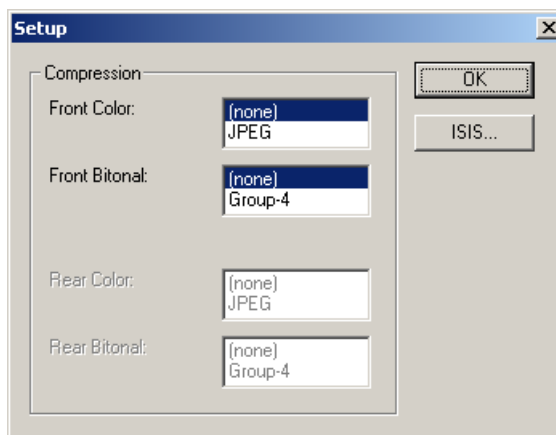 Setup
Compression
OK
Front Color:
(none)
JPEG
ISIS...
Front Bitonal:
(none)
Group-4
Rear Color:
(none)
JPEG
Rear Bitonal:
(none)
Group-4